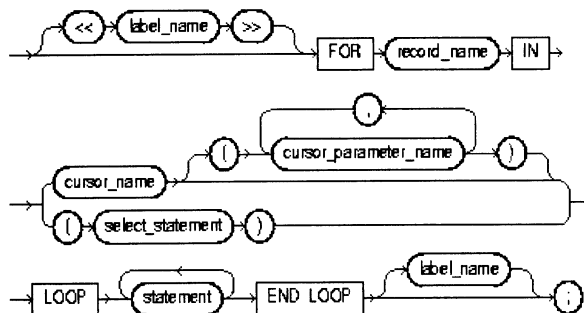 << label_name >>
FOR record_name IN
,
( cursor_parameter_name )
cursor_name
( select_statement )
LOOP statement END LOOP label_name ;